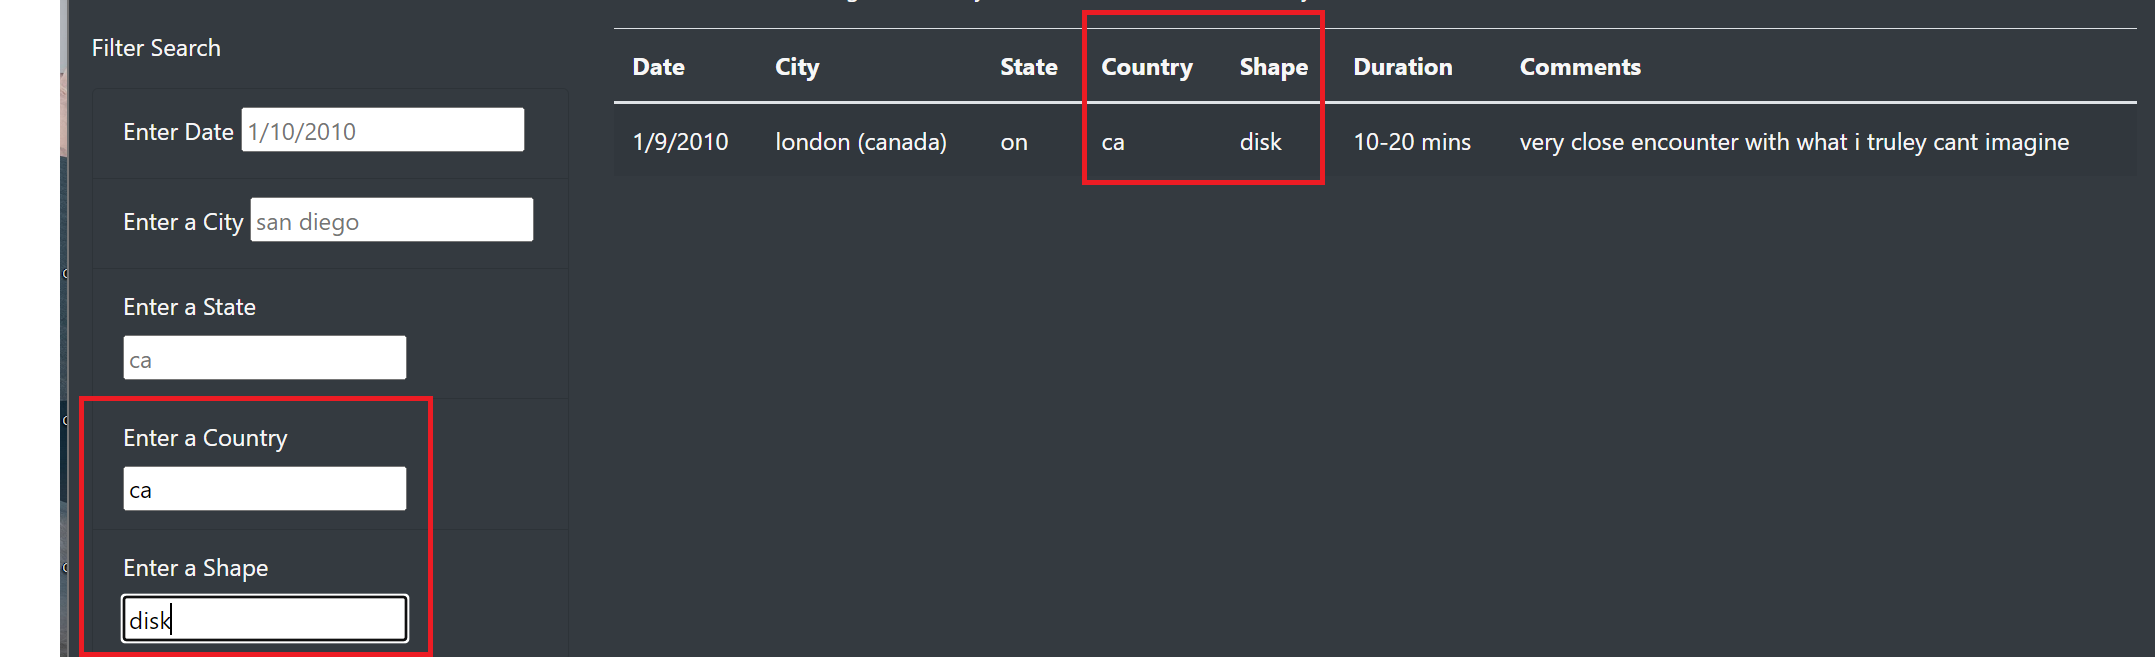 Filter Search
Enter Date 1/10/2010
Enter a City san diego
Enter a State
ca
Enter a Country
ca
Enter a Shape
disk
Date City State Country Shape Duration Comments
1/9/2010 london (canada) on ca disk 10-20 mins very close encounter with what i truley cant imagine